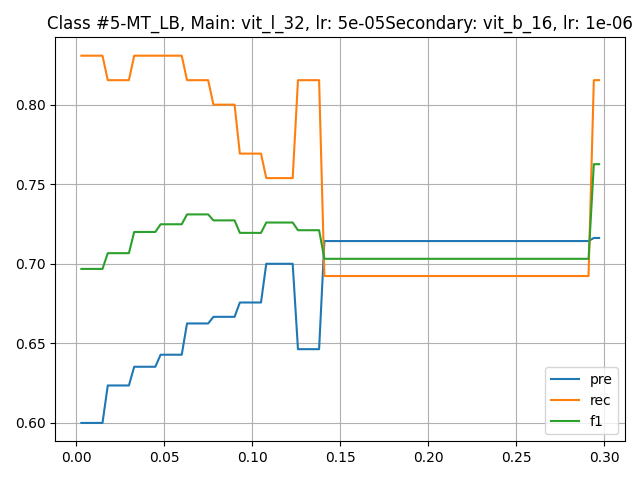 Class #5-MT_LB, Main: vit_l_32, lr: 5e-05Secondary: vit_b_16, lr: 1e-06
0.80
0.75
0.70
0.65
0.60
0.00 0.05 0.10 0.15 0.20 0.25 0.30
pre
rec
f1